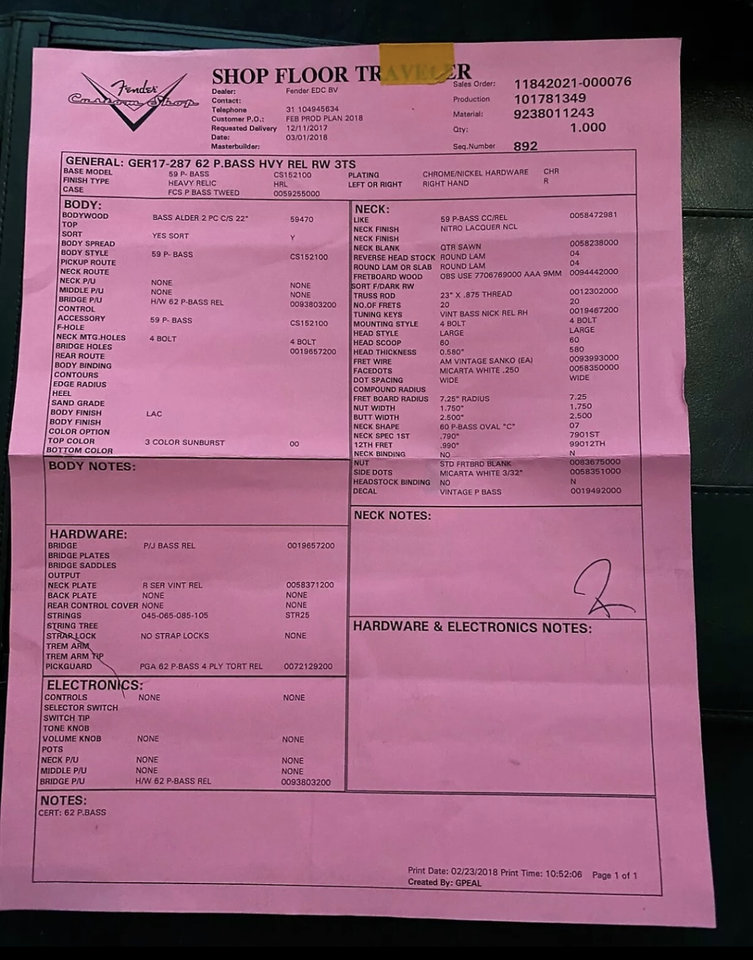 Fender
Custom Shop
SHOP FLOOR TRAVELER
Dealer: Fender EDC BV
Contact:
Telephone 31 104945634
Customer P.O.: FEB PROD PLAN 2018
Requested Delivery 12/11/2017
Date: 03/01/2018
Masterbuilder:
Sales Order: 11842021-000076
Production 101781349
Material: 9238011243
Qty: 1.000
Seq.Number 892
GENERAL: GER17-287 62 P.BASS HVY REL RW 3TS
BASE MODEL 59 P- BASS CS152100 PLATING CHROME/NICKEL HARDWARE CHR
FINISH TYPE HEAVY RELIC HRL LEFT OR RIGHT RIGHT HAND R
CASE FCS P BASS TWEED 0059255000
BODY:
BODYWOOD BASS ALDER 2 PC C/S 22" 59470
TOP
SORT YES SORT Y
BODY SPREAD
BODY STYLE 59 P- BASS CS152100
PICKUP ROUTE
NECK ROUTE
NECK P/U NONE NONE
MIDDLE P/U NONE NONE
BRIDGE P/U H/W 62 P-BASS REL 0093803200
CONTROL
ACCESSORY 59 P- BASS CS152100
F-HOLE
NECK MTG.HOLES 4 BOLT 4 BOLT
BRIDGE HOLES 0019657200
REAR ROUTE
BODY BINDING
CONTOURS
EDGE RADIUS
HEEL
SAND GRADE
BODY FINISH LAC
BODY FINISH
COLOR OPTION
TOP COLOR 3 COLOR SUNBURST 00
BOTTOM COLOR
BODY NOTES:
HARDWARE:
BRIDGE P/J BASS REL 0019657200
BRIDGE PLATES
BRIDGE SADDLES
OUTPUT
NECK PLATE R SER VINT REL 0058371200
BACK PLATE NONE NONE
REAR CONTROL COVER NONE NONE
STRINGS 045-065-085-105 STR25
STRING TREE
STRAP LOCK NO STRAP LOCKS NONE
TREM ARM
TREM ARM TIP
PICKGUARD PGA 62 P-BASS 4 PLY TORT REL 0072129200
ELECTRONICS:
CONTROLS NONE NONE
SELECTOR SWITCH
SWITCH TIP
TONE KNOB
VOLUME KNOB NONE NONE
POTS
NECK P/U NONE NONE
MIDDLE P/U NONE NONE
BRIDGE P/U H/W 62 P-BASS REL 0093803200
NECK:
LIKE 59 P-BASS CC/REL 0058472981
NECK FINISH NITRO LACQUER NCL
NECK FINISH
NECK BLANK QTR SAWN 0058238000
REVERSE HEAD STOCK ROUND LAM 04
ROUND LAM OR SLAB ROUND LAM 04
FRETBOARD WOOD OBS USE 7706769000 AAA 9MM 0094442000
SORT F/DARK RW
TRUSS ROD 23" X .875 THREAD 0012302000
NO.OF FRETS 20 20
TUNING KEYS VINT BASS NICK REL RH 0019467200
MOUNTING STYLE 4 BOLT 4 BOLT
HEAD STYLE LARGE LARGE
HEAD SCOOP 60 60
HEAD THICKNESS 0.580" 580
FRET WIRE AM VINTAGE SANKO (EA) 0093993000
FACEDOTS MICARTA WHITE .250 0058350000
DOT SPACING WIDE WIDE
COMPOUND RADIUS
FRET BOARD RADIUS 7.25" RADIUS 7.25
NUT WIDTH 1.750" 1.750
BUTT WIDTH 2.500" 2.500
NECK SHAPE 60 P-BASS OVAL "C" 07
NECK SPEC 1ST .790" 7901ST
12TH FRET .990" 99012TH
NECK BINDING NO N
NUT STD FRTBRD BLANK 0083675000
SIDE DOTS MICARTA WHITE 3/32" 0058351000
HEADSTOCK BINDING NO N
DECAL VINTAGE P BASS 0019492000
NECK NOTES:
HARDWARE & ELECTRONICS NOTES:
NOTES:
CERT: 62 P.BASS
Print Date: 02/23/2018 Print Time: 10:52:06 Page 1 of 1
Created By: GPEAL